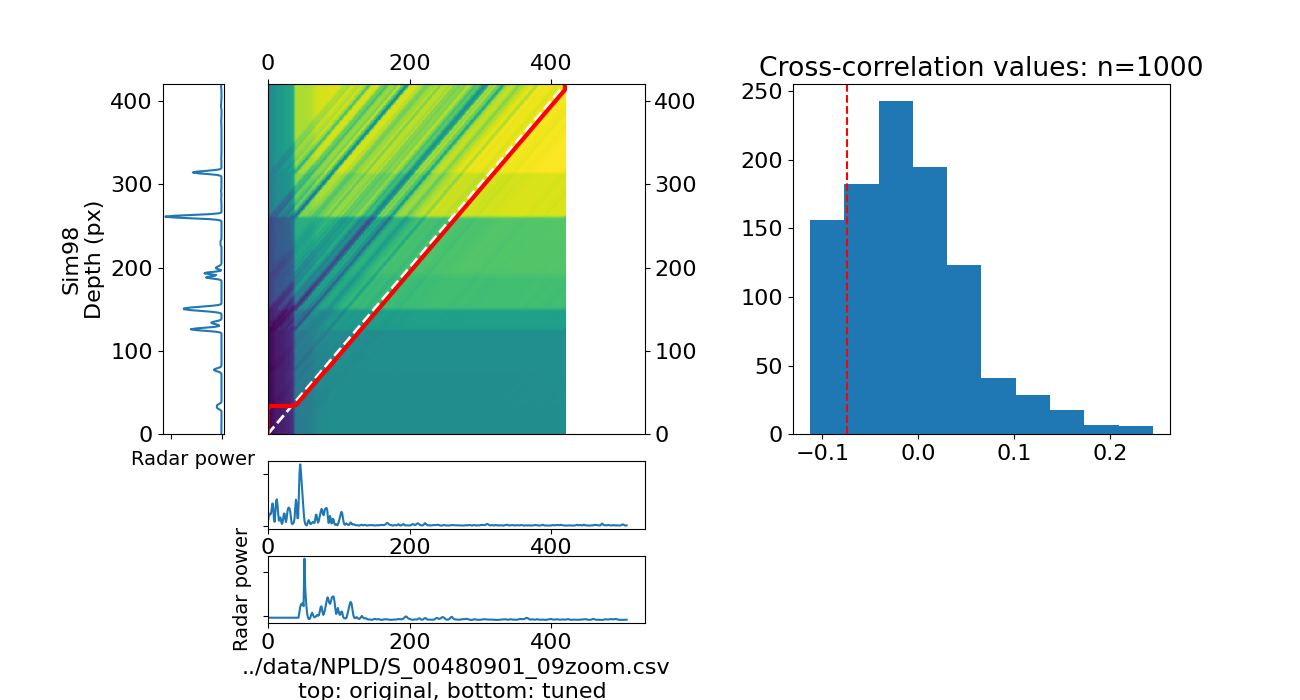 0 200 400
Cross-correlation values: n=1000
400
300
200
100
0
Sim98
Depth (px)
400
300
200
100
0
250
200
150
100
50
0
−0.1 0.0 0.1 0.2
Radar power
0 200 400
Radar power
0 200 400
../data/NPLD/S_00480901_09zoom.csv
top: original, bottom: tuned